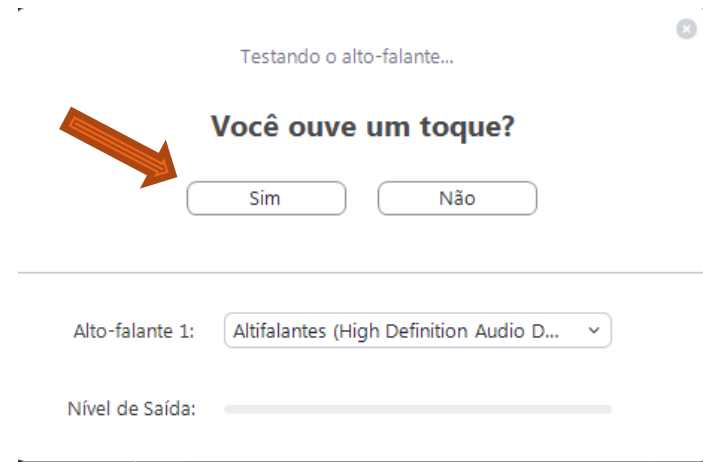 Testando o alto-falante...
Você ouve um toque?
Sim Não
Alto-falante 1: Altifalantes (High Definition Audio D...
Nível de Saída: